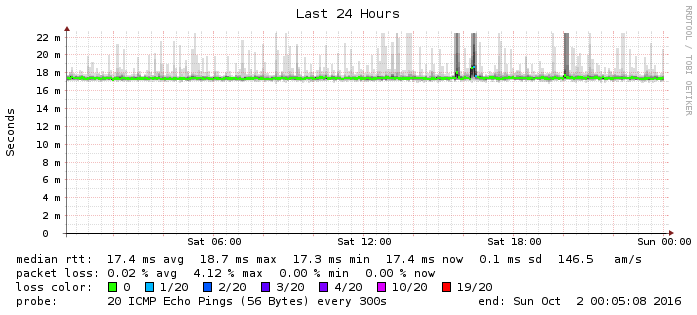 Last 24 Hours
RRDTOOL / TOBI OETIKER
Seconds
22 m
20 m
18 m
16 m
14 m
12 m
10 m
8 m
6 m
4 m
2 m
0
Sat 06:00 Sat 12:00 Sat 18:00 Sun 00:00
median rtt: 17.4 ms avg 18.7 ms max 17.3 ms min 17.4 ms now 0.1 ms sd 146.5 am/s
packet loss: 0.02 % avg 4.12 % max 0.00 % min 0.00 % now
loss color: 0 1/20 2/20 3/20 4/20 10/20 19/20
probe: 20 ICMP Echo Pings (56 Bytes) every 300s end: Sun Oct 2 00:05:08 2016